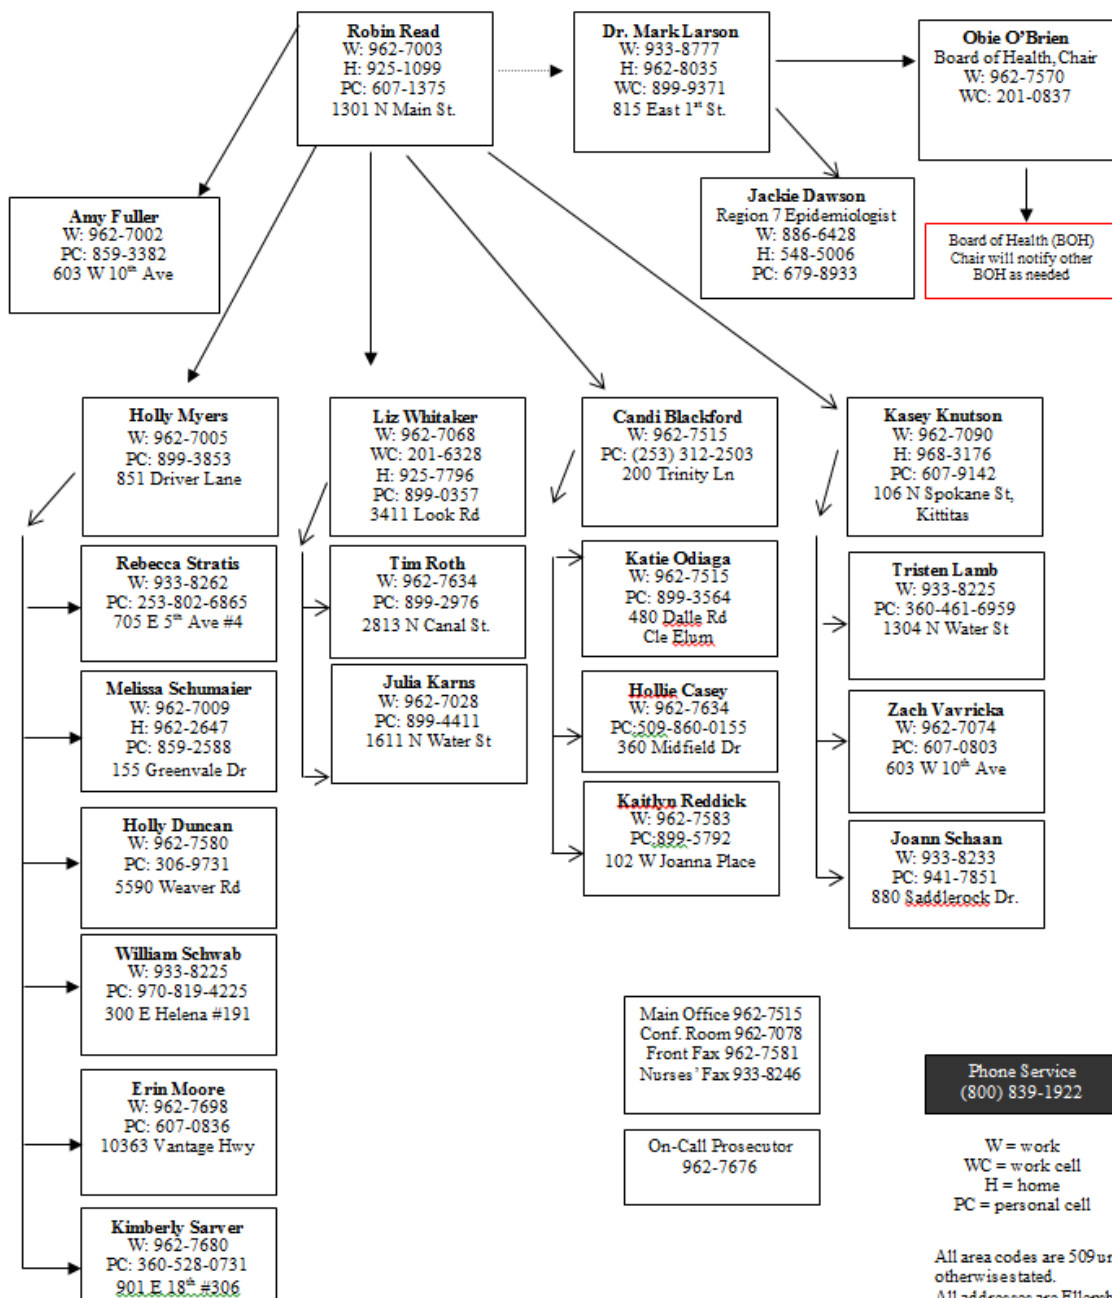 Robin Read
W: 962-7003
H: 925-1099
PC: 607-1375
1301 N Main St.
Dr. Mark Larson
W: 933-8777
H: 962-8035
WC: 899-9371
815 East 1st St.
Obie O'Brien
Board of Health, Chair
W: 962-7570
WC: 201-0837
Amy Fuller
W: 962-7002
PC: 859-3382
603 W 10th Ave
Jackie Dawson
Region 7 Epidemiologist
W: 886-6428
H: 548-5006
PC: 679-8933
Board of Health (BOH)
Chair will notify other
BOH as needed
Holly Myers
W: 962-7005
PC: 899-3853
851 Driver Lane
Liz Whitaker
W: 962-7068
WC: 201-6328
H: 925-7796
PC: 899-0357
3411 Look Rd
Candi Blackford
W: 962-7515
PC: (253) 312-2503
200 Trinity Ln
Kasey Knutson
W: 962-7090
H: 968-3176
PC: 607-9142
106 N Spokane St,
Kittitas
Rebecca Stratis
W: 933-8262
PC: 253-802-6865
705 E 5th Ave #4
Tim Roth
W: 962-7634
PC: 899-2976
2813 N Canal St.
Katie Odiaga
W: 962-7515
PC: 899-3564
480 Dalle Rd
Cle Elum
Tristen Lamb
W: 933-8225
PC: 360-461-6959
1304 N Water St
Melissa Schumaier
W: 962-7009
H: 962-2647
PC: 859-2588
155 Greenvale Dr
Julia Karns
W: 962-7028
PC: 899-4411
1611 N Water St
Hollie Casey
W: 962-7634
PC:509-860-0155
360 Midfield Dr
Zach Vavricka
W: 962-7074
PC: 607-0803
603 W 10th Ave
Holly Duncan
W: 962-7580
PC: 306-9731
5590 Weaver Rd
Kaitlyn Reddick
W: 962-7583
PC:899-5792
102 W Joanna Place
Joann Schaan
W: 933-8233
PC: 941-7851
880 Saddlerock Dr.
William Schwab
W: 933-8225
PC: 970-819-4225
300 E Helena #191
Erin Moore
W: 962-7698
PC: 607-0836
10363 Vantage Hwy
Kimberly Sarver
W: 962-7680
PC: 360-528-0731
901 E 18th #306
Main Office 962-7515
Conf. Room 962-7078
Front Fax 962-7581
Nurses' Fax 933-8246
On-Call Prosecutor
962-7676
Phone Service
(800) 839-1922
W = work
WC = work cell
H = home
PC = personal cell
All area codes are 509 un
otherwise stated.
All addresses are Ellensb